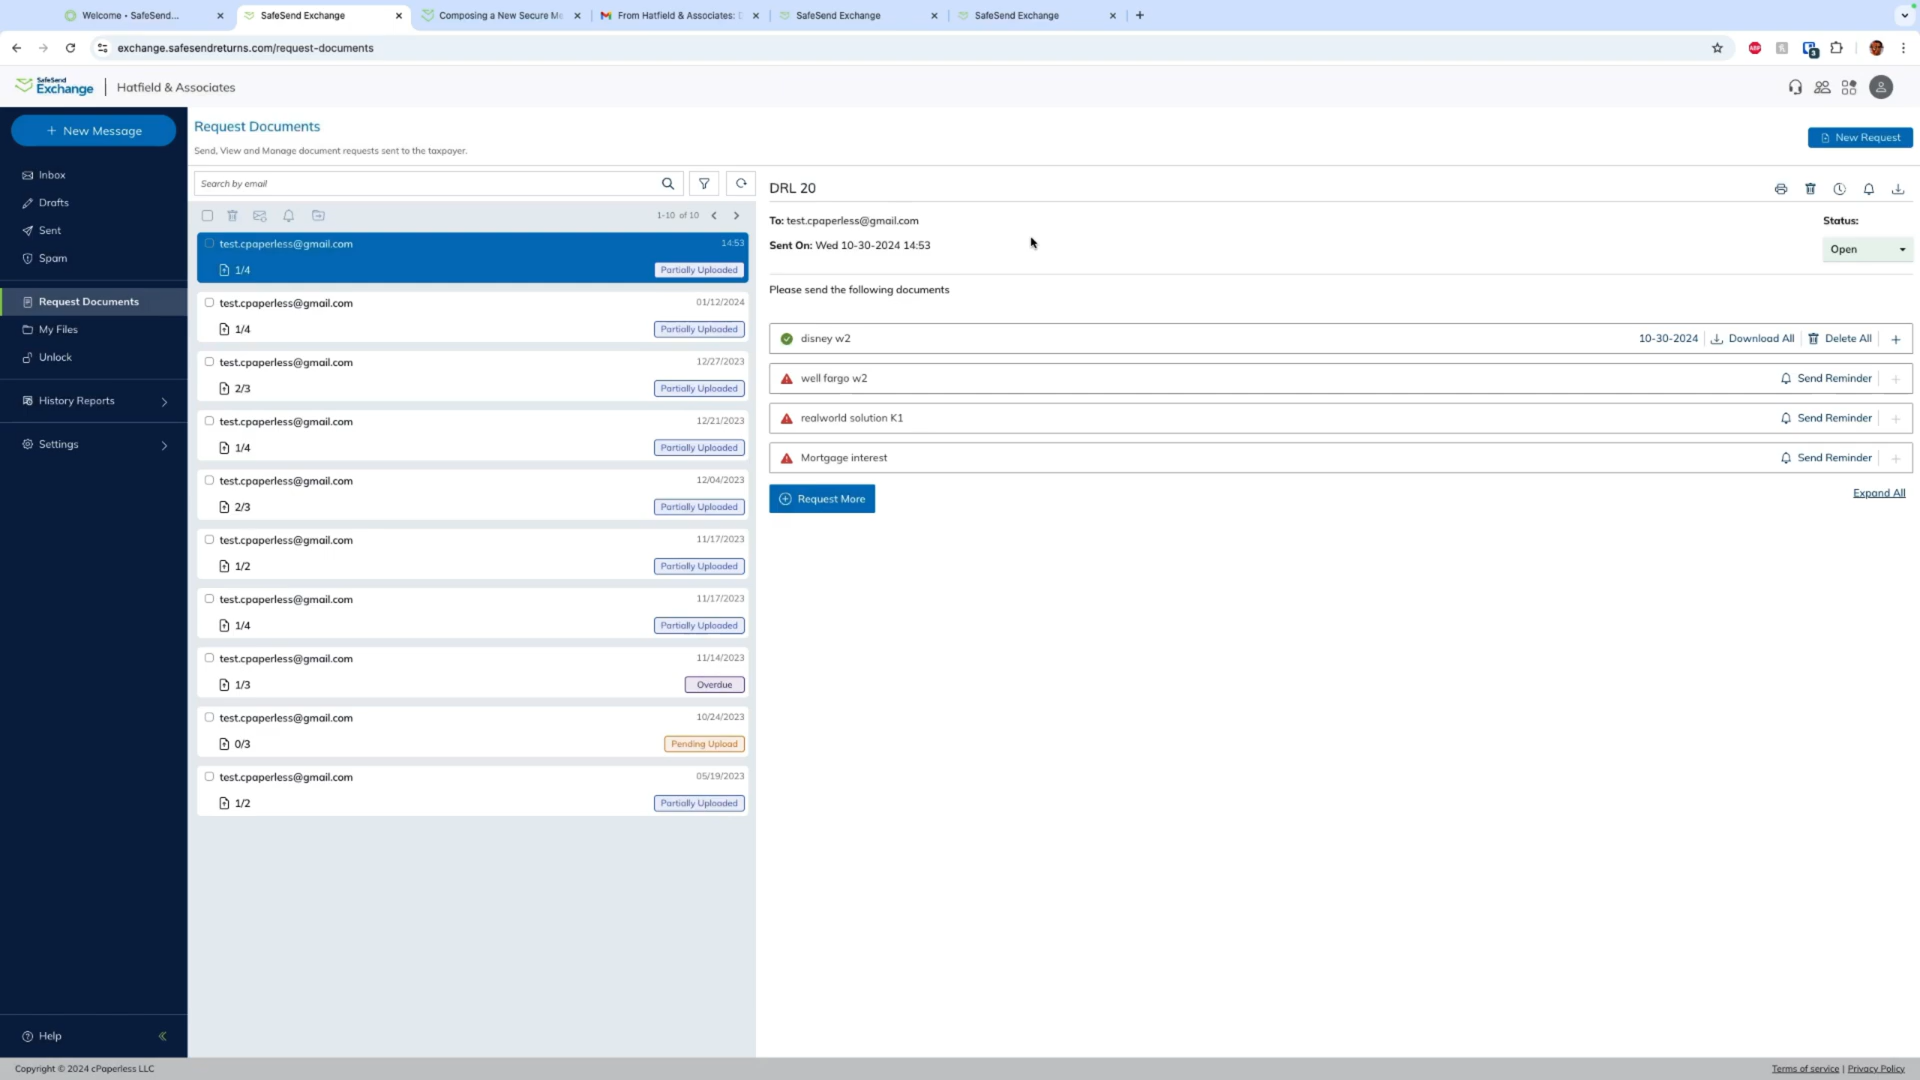 Welcome • SafeSend...
SafeSend Exchange
Composing a New Secure Me
From Hatfield & Associates: D
SafeSend Exchange
SafeSend Exchange
exchange.safesendreturns.com/request-documents
SafeSend
Exchange
Hatfield & Associates
New Message
Inbox
Drafts
Sent
Spam
Request Documents
My Files
Unlock
History Reports
Settings
Help
Request Documents
Send, View and Manage document requests sent to the taxpayer.
New Request
Search by email
1-10 of 10
test.cpaperless@gmail.com 14:53
1/4 Partially Uploaded
test.cpaperless@gmail.com 01/12/2024
1/4 Partially Uploaded
test.cpaperless@gmail.com 12/27/2023
2/3 Partially Uploaded
test.cpaperless@gmail.com 12/21/2023
1/4 Partially Uploaded
test.cpaperless@gmail.com 12/04/2023
2/3 Partially Uploaded
test.cpaperless@gmail.com 11/17/2023
1/2 Partially Uploaded
test.cpaperless@gmail.com 11/17/2023
1/4 Partially Uploaded
test.cpaperless@gmail.com 11/14/2023
1/3 Overdue
test.cpaperless@gmail.com 10/24/2023
0/3 Pending Upload
test.cpaperless@gmail.com 05/19/2023
1/2 Partially Uploaded
DRL 20
To: test.cpaperless@gmail.com
Status:
Sent On: Wed 10-30-2024 14:53
Open
Please send the following documents
disney w2 10-30-2024 Download All Delete All
well fargo w2 Send Reminder
realworld solution K1 Send Reminder
Mortgage interest Send Reminder
Request More
Expand All
Copyright © 2024 cPaperless LLC
Terms of service | Privacy Policy